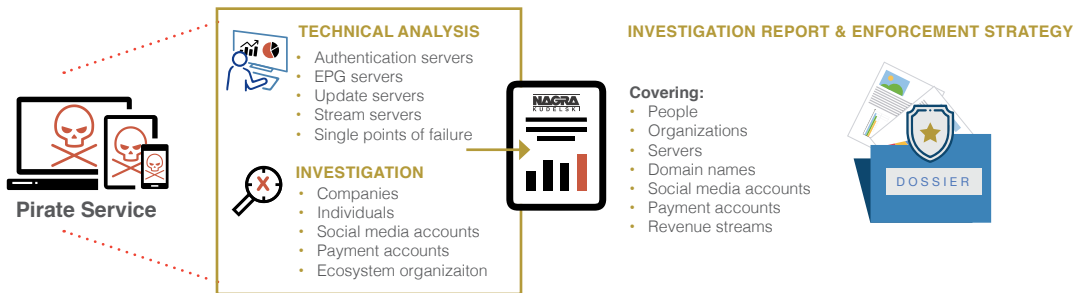 Pirate Service
TECHNICAL ANALYSIS
• Authentication servers
• EPG servers
• Update servers
• Stream servers
• Single points of failure
INVESTIGATION
• Companies
• Individuals
• Social media accounts
• Payment accounts
• Ecosystem organizaiton
NAGRA
KUDELSKI
INVESTIGATION REPORT & ENFORCEMENT STRATEGY
Covering:
• People
• Organizations
• Servers
• Domain names
• Social media accounts
• Payment accounts
• Revenue streams
DOSSIER